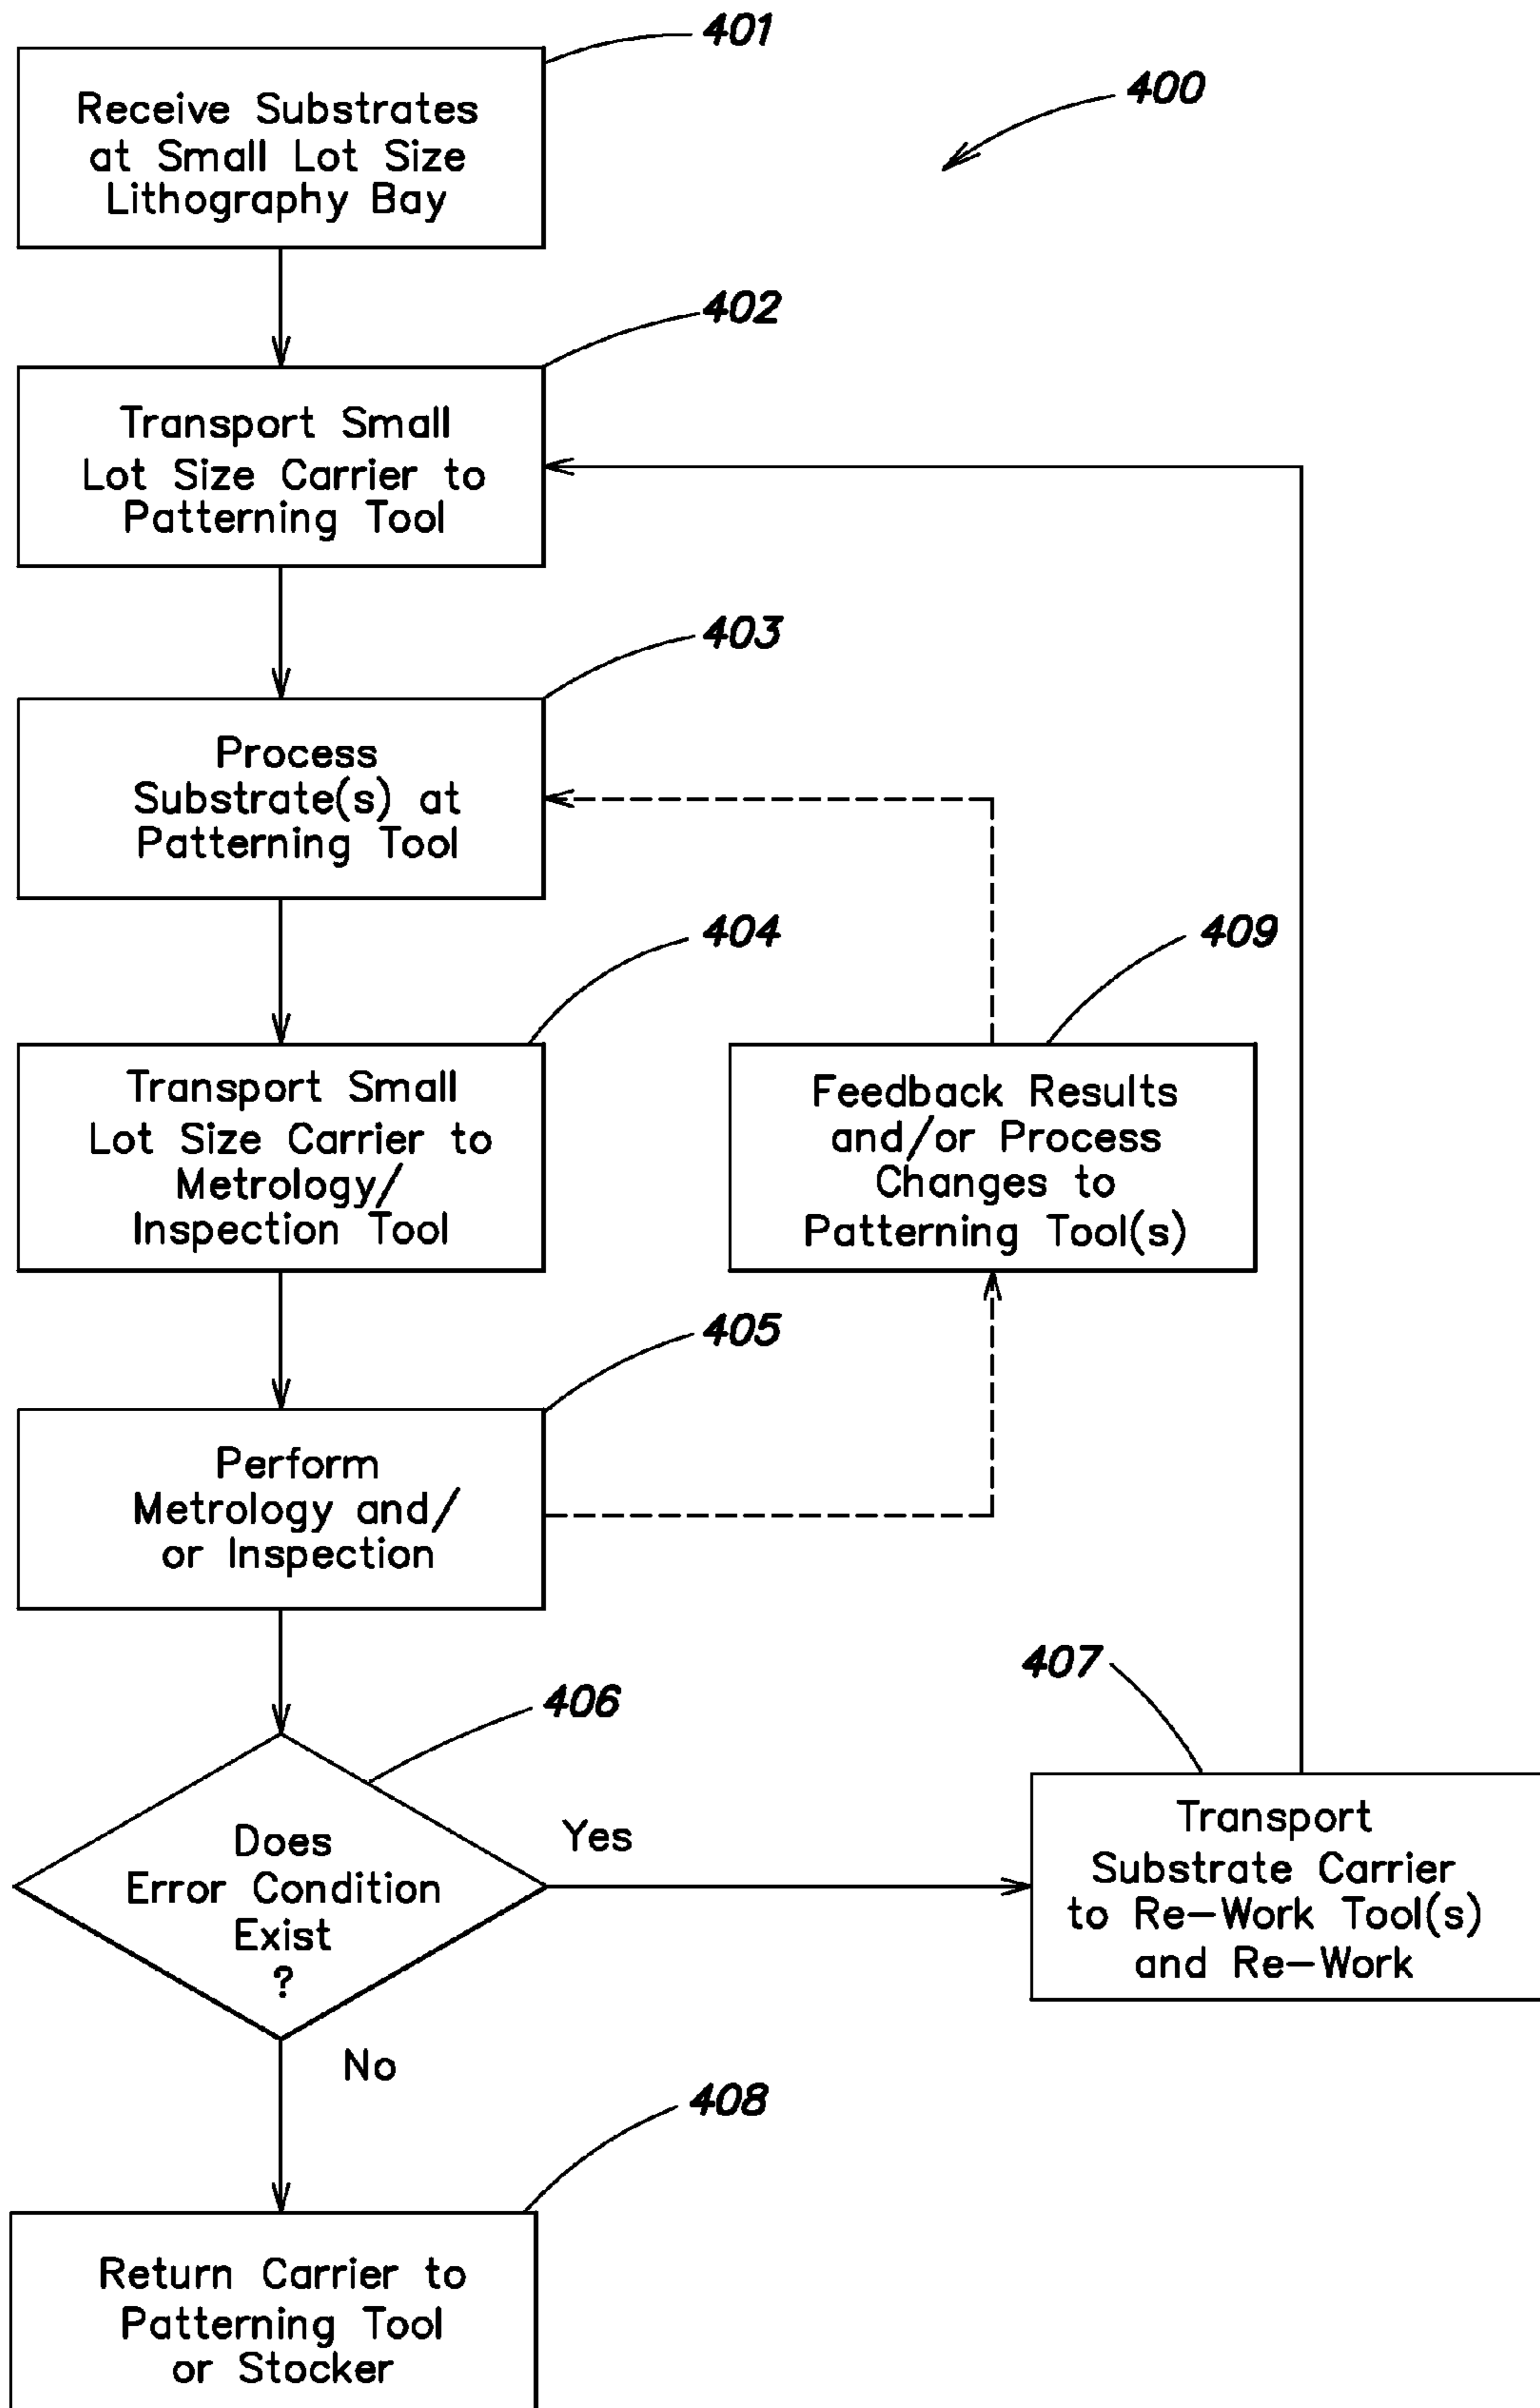 401
400
Receive Substrates
at Small Lot Size
Lithography Bay
402
Transport Small
Lot Size Carrier to
Patterning Tool
403
Process
Substrate(s) at
Patterning Tool
404
409
Transport Small
Lot Size Carrier to
Metrology/
Inspection Tool
Feedback Results
and/or Process
Changes to
Patterning Tool(s)
405
Perform
Metrology and/
or Inspection
406
407
Does
Error Condition
Exist
?
Yes
Transport
Substrate Carrier
to Re-Work Tool(s)
and Re-Work
No
408
Return Carrier to
Patterning Tool
or Stocker